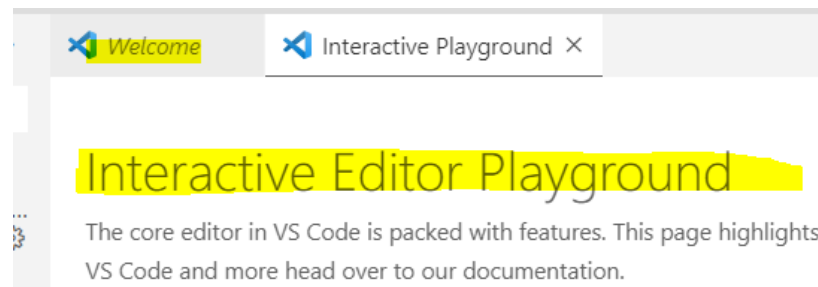 Welcome
Interactive Playground
Interactive Editor Playground
The core editor in VS Code is packed with features. This page highlights
VS Code and more head over to our documentation.